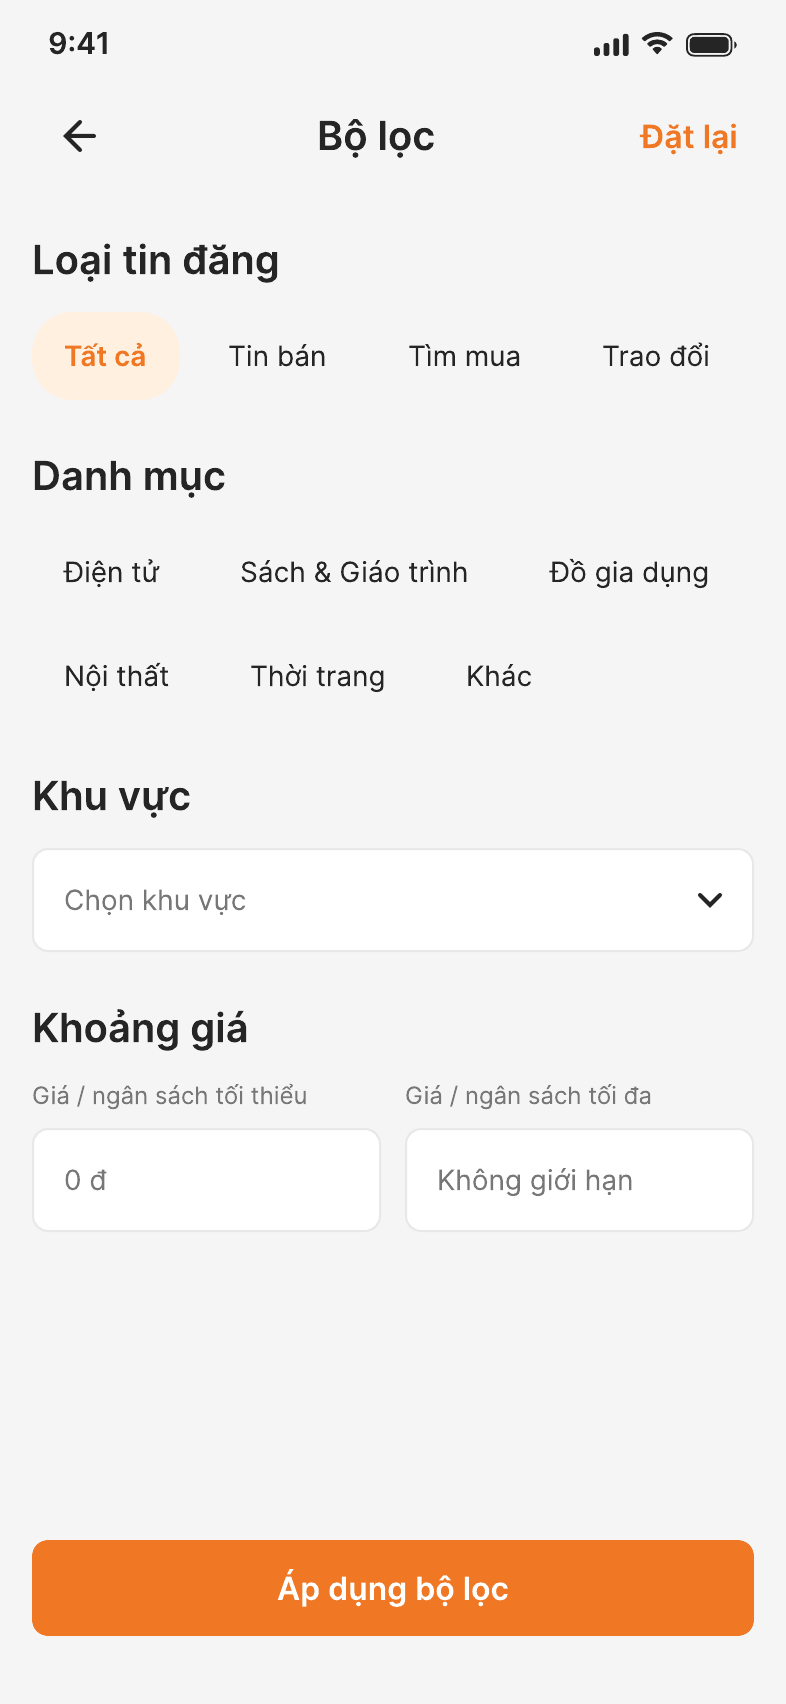 9:41
Bộ lọc
Đặt lại
Loại tin đăng
Tất cả
Tin bán
Tìm mua
Trao đổi
Danh mục
Điện tử
Sách & Giáo trình
Đồ gia dụng
Nội thất
Thời trang
Khác
Khu vực
Chọn khu vực
Khoảng giá
Giá / ngân sách tối thiểu
Giá / ngân sách tối đa
0 đ
Không giới hạn
Áp dụng bộ lọc